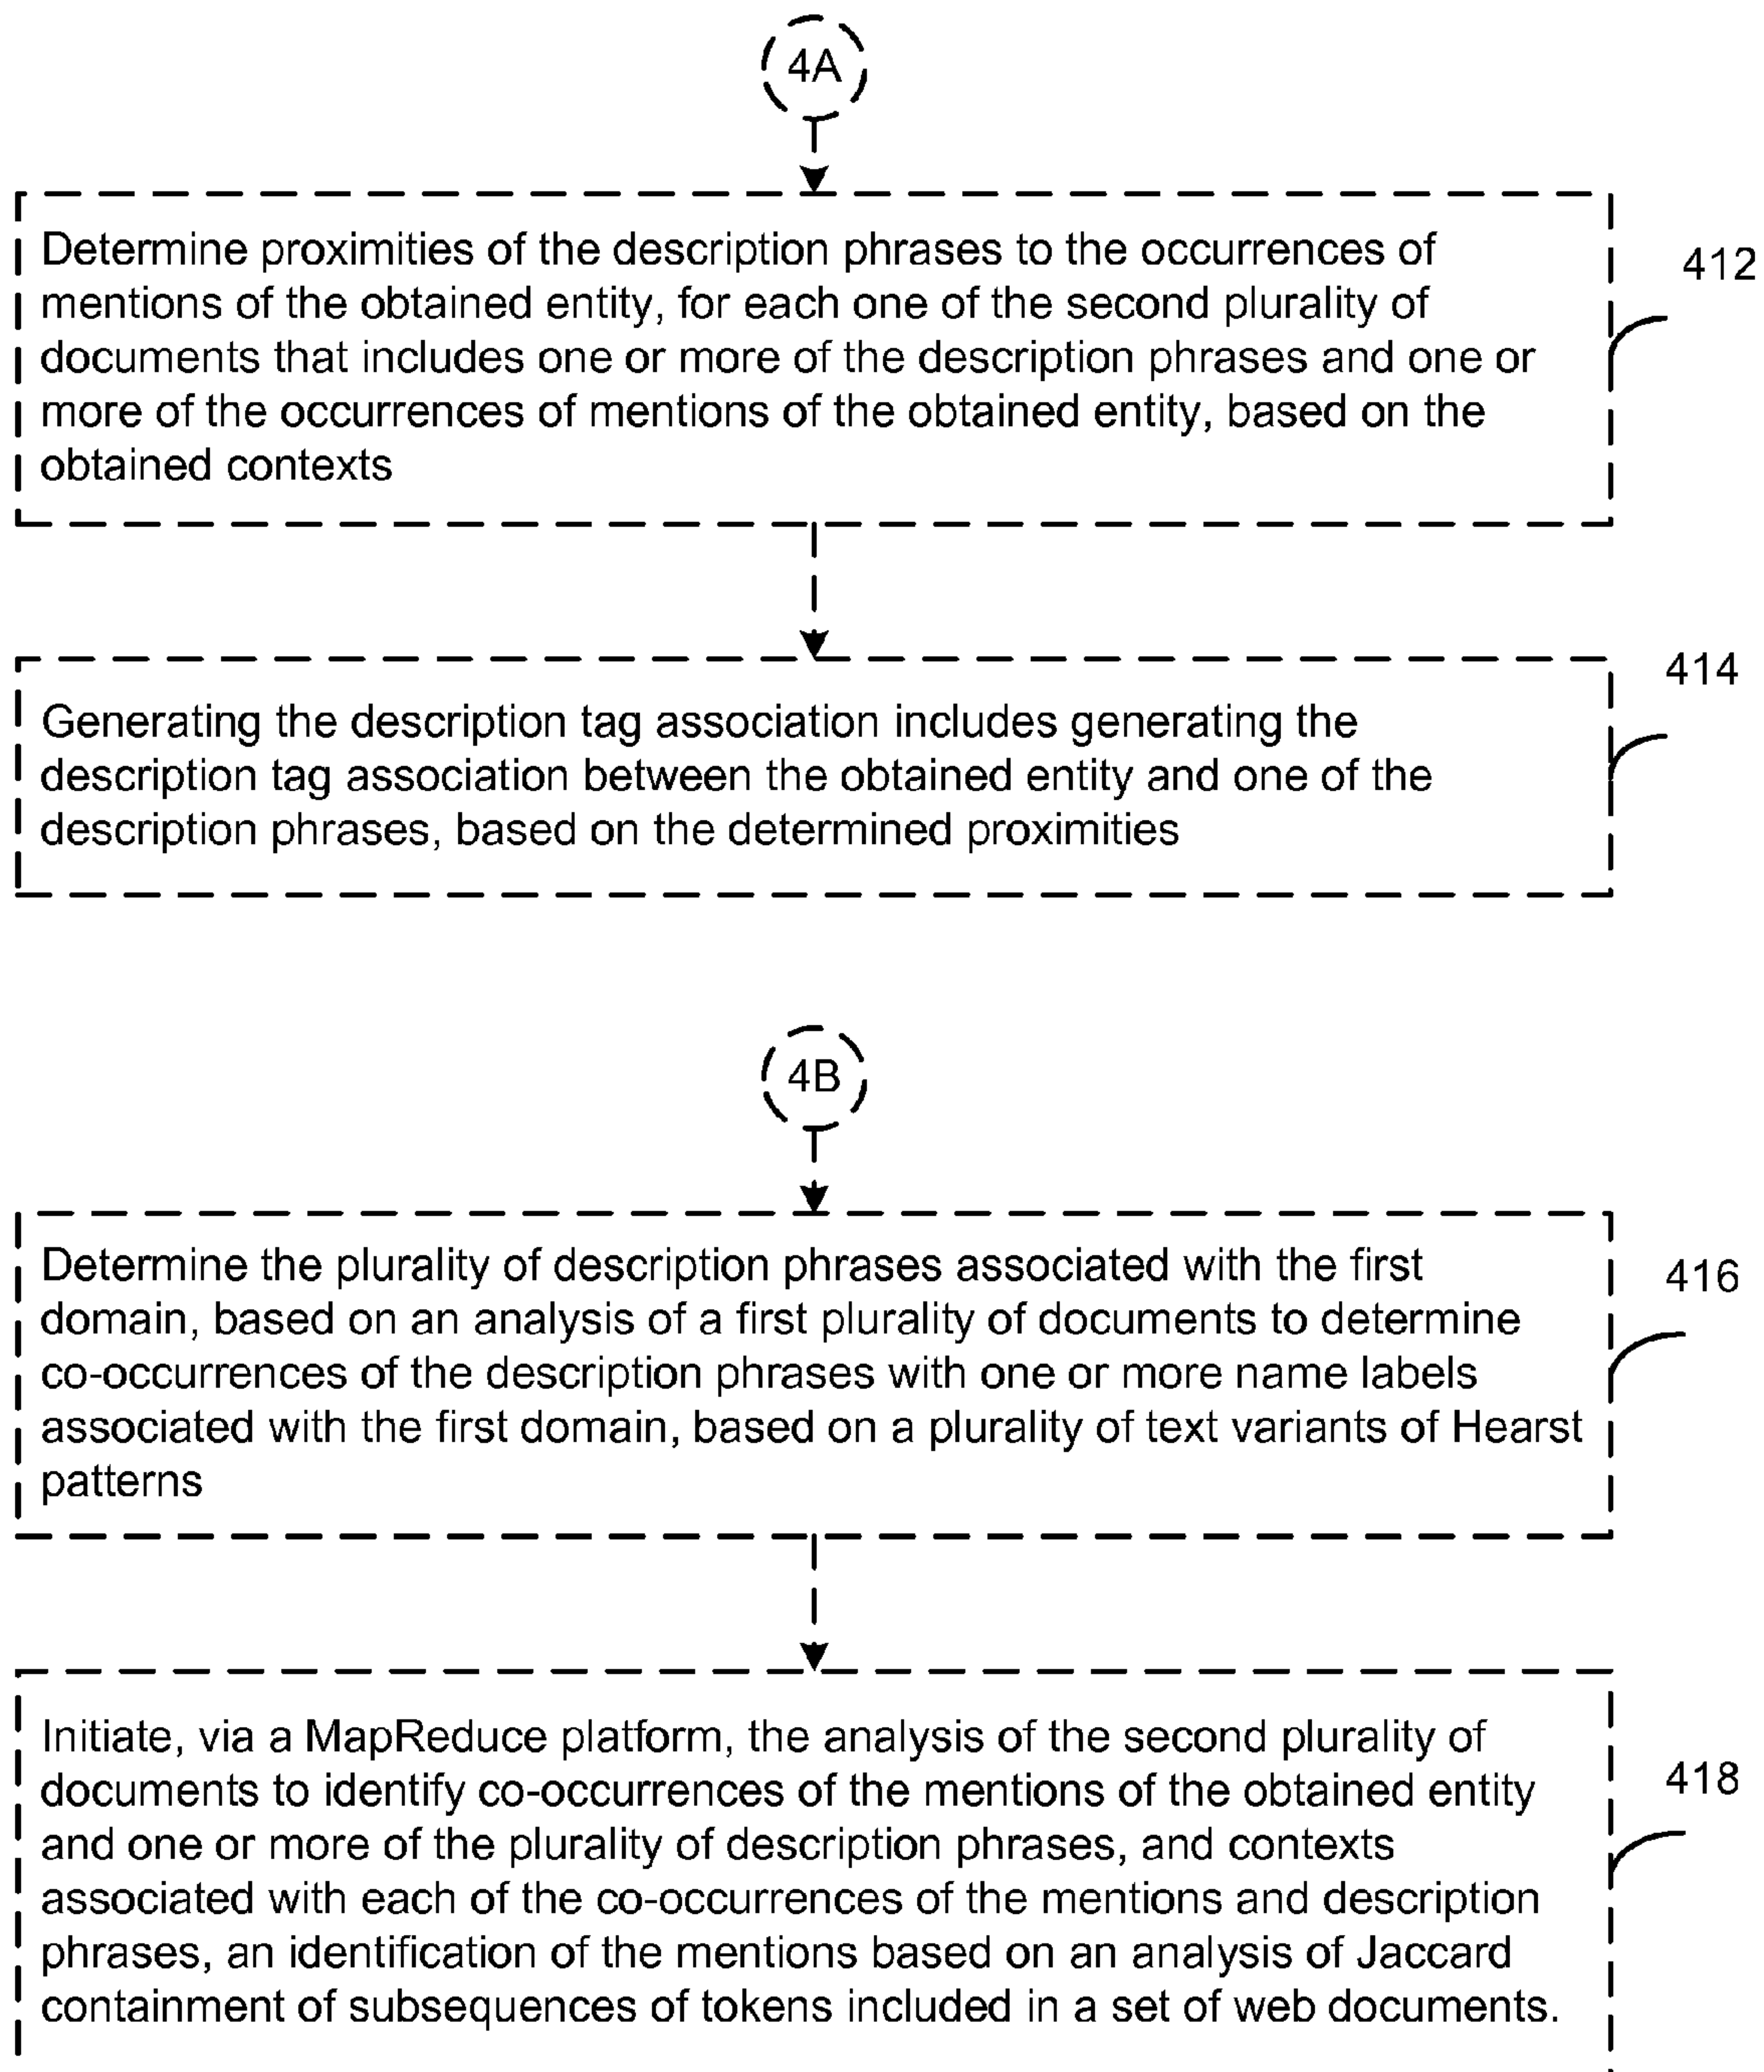 4A
Determine proximities of the description phrases to the occurrences of
mentions of the obtained entity, for each one of the second plurality of
documents that includes one or more of the description phrases and one or
more of the occurrences of mentions of the obtained entity, based on the
obtained contexts
412
Generating the description tag association includes generating the
description tag association between the obtained entity and one of the
description phrases, based on the determined proximities
414
4B
Determine the plurality of description phrases associated with the first
domain, based on an analysis of a first plurality of documents to determine
co-occurrences of the description phrases with one or more name labels
associated with the first domain, based on a plurality of text variants of Hearst
patterns
416
Initiate, via a MapReduce platform, the analysis of the second plurality of
documents to identify co-occurrences of the mentions of the obtained entity
and one or more of the plurality of description phrases, and contexts
associated with each of the co-occurrences of the mentions and description
phrases, an identification of the mentions based on an analysis of Jaccard
containment of subsequences of tokens included in a set of web documents.
418